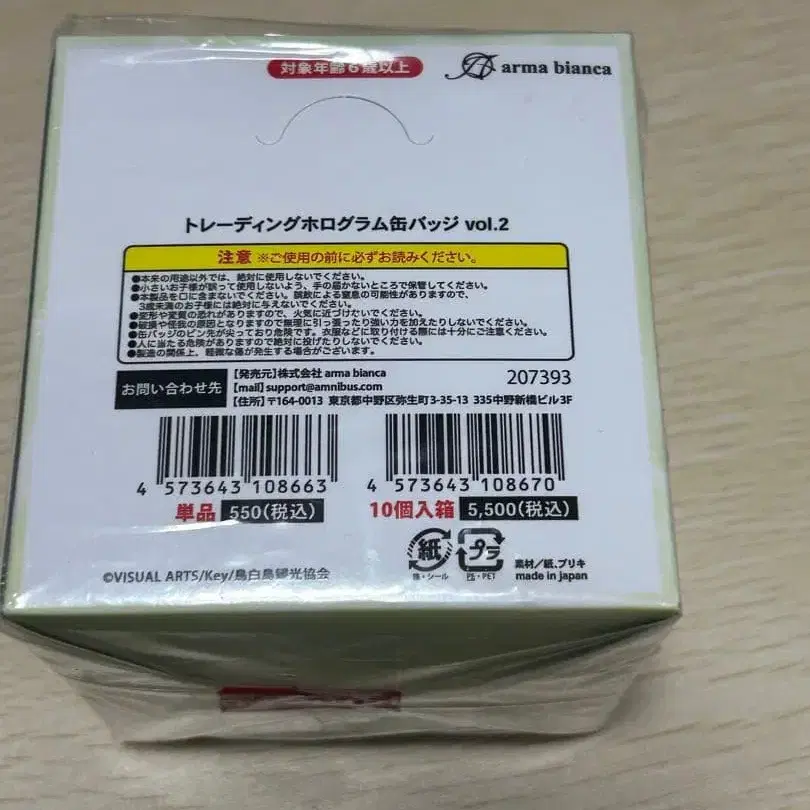 対象年齢6歳以上
arma bianca
トレーディングホログラム缶バッジ vol.2
注意 ※ご使用の前に必ずお読みください。
●本来の用途以外では、絶対に使用しないでください。
●小さいお子様が誤って使用しないよう、手の届かないところで保管してください。
●本製品を口に含まないでください。誤飲による窒息の可能性がありますので、
3歳未満のお子様には絶対に与えないでください。
●変形や変質の恐れがありますので、火気に近づけたいでください。
●破損や怪我の原因となりますので無理に引っ張ったり強い力を加えたりしないでください。
●缶バッジのピン先が尖っており危険です。衣服などに取り付ける際には十分にご注意ください。
●人に当たる危険がありますので絶対に投げたりしないでください。
●製造の関係上、軽微な傷が発生する場合がございます。
お問い合わせ先
【発売元】株式会社 arma bianca
207393
【mail】support@amnibus.com
【住所】〒164-0013 東京都中野区弥生町3-35-13 335中野新橋ビル3F
4 573643 108663
4 573643 108670
単品 550(税込)
10個入箱 5,500(税込)
紙
プラ
箱・シール
PS・PET
素材/紙、ブリキ
made in japan
©VISUAL ARTS/Key/鳥白島観光協会